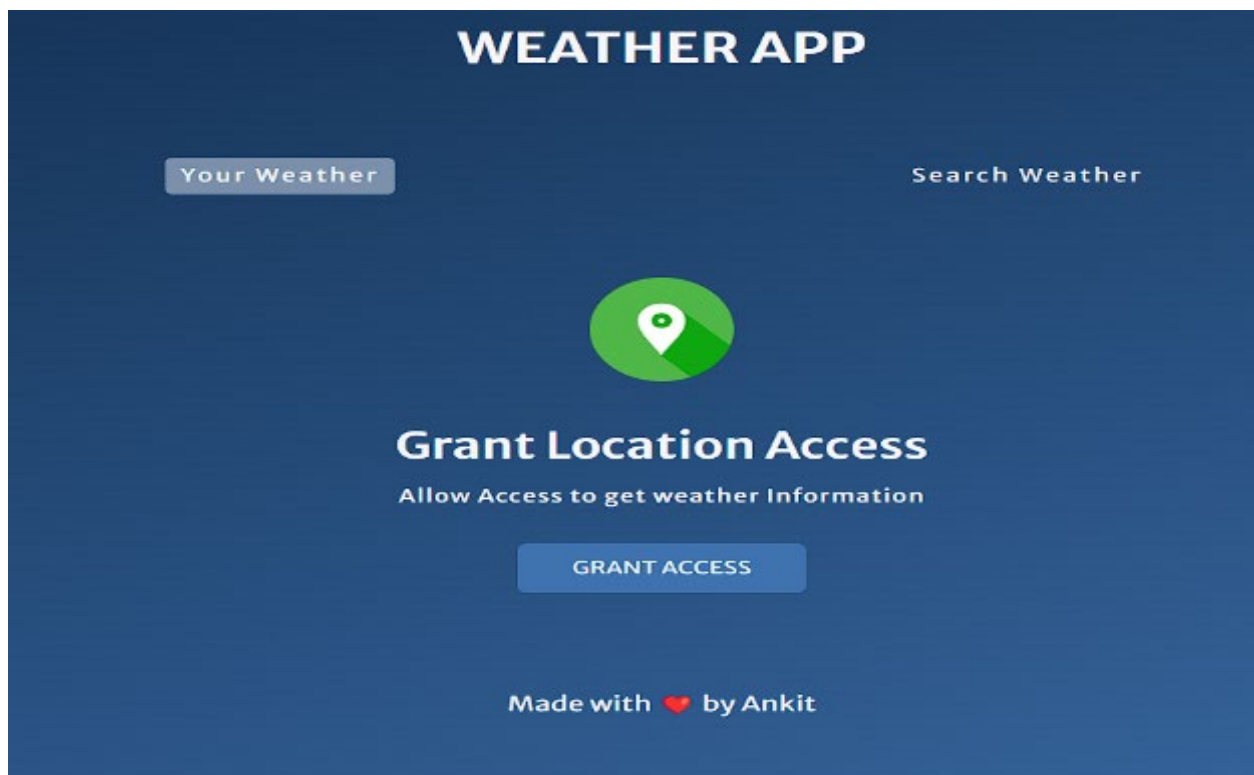 WEATHER APP
Your Weather
Search Weather
Grant Location Access
Allow Access to get weather Information
GRANT ACCESS
Made with ❤️ by Ankit